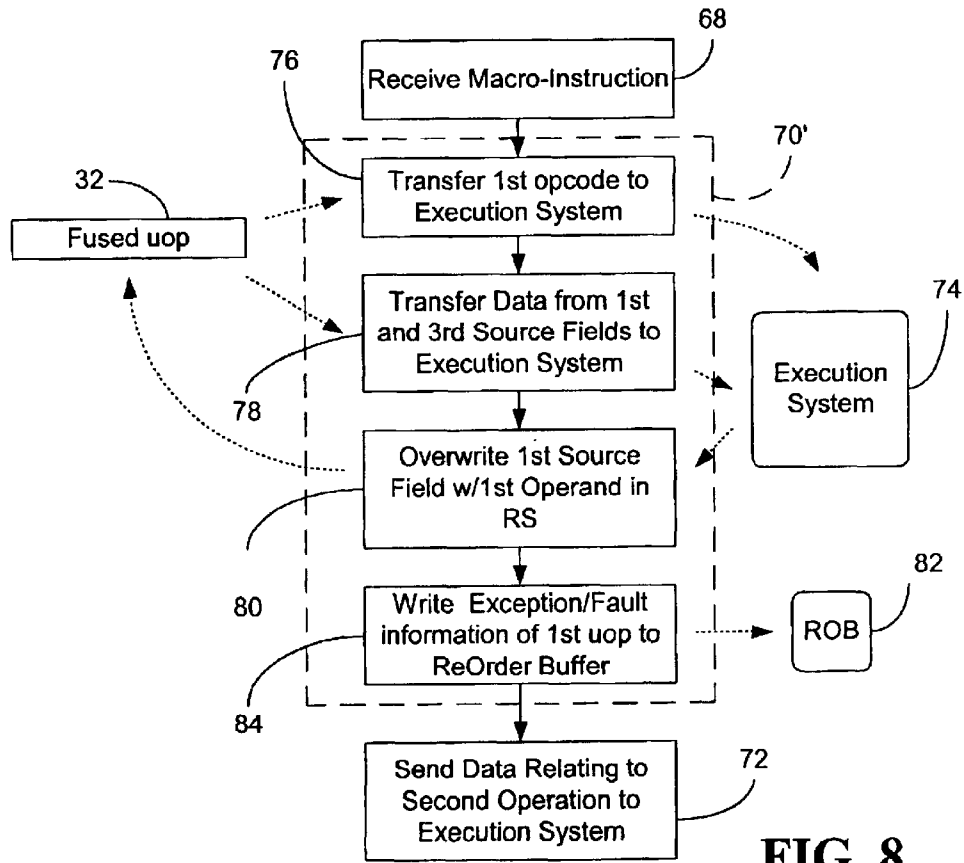 68
Receive Macro-Instruction
76
70'
Transfer 1st opcode to
Execution System
32
Fused uop
Transfer Data from 1st
and 3rd Source Fields to
Execution System
78
74
Execution
System
Overwrite 1st Source
Field w/1st Operand in
RS
80
82
Write Exception/Fault
information of 1st uop to
ReOrder Buffer
ROB
84
72
Send Data Relating to
Second Operation to
Execution System
FIG. 8